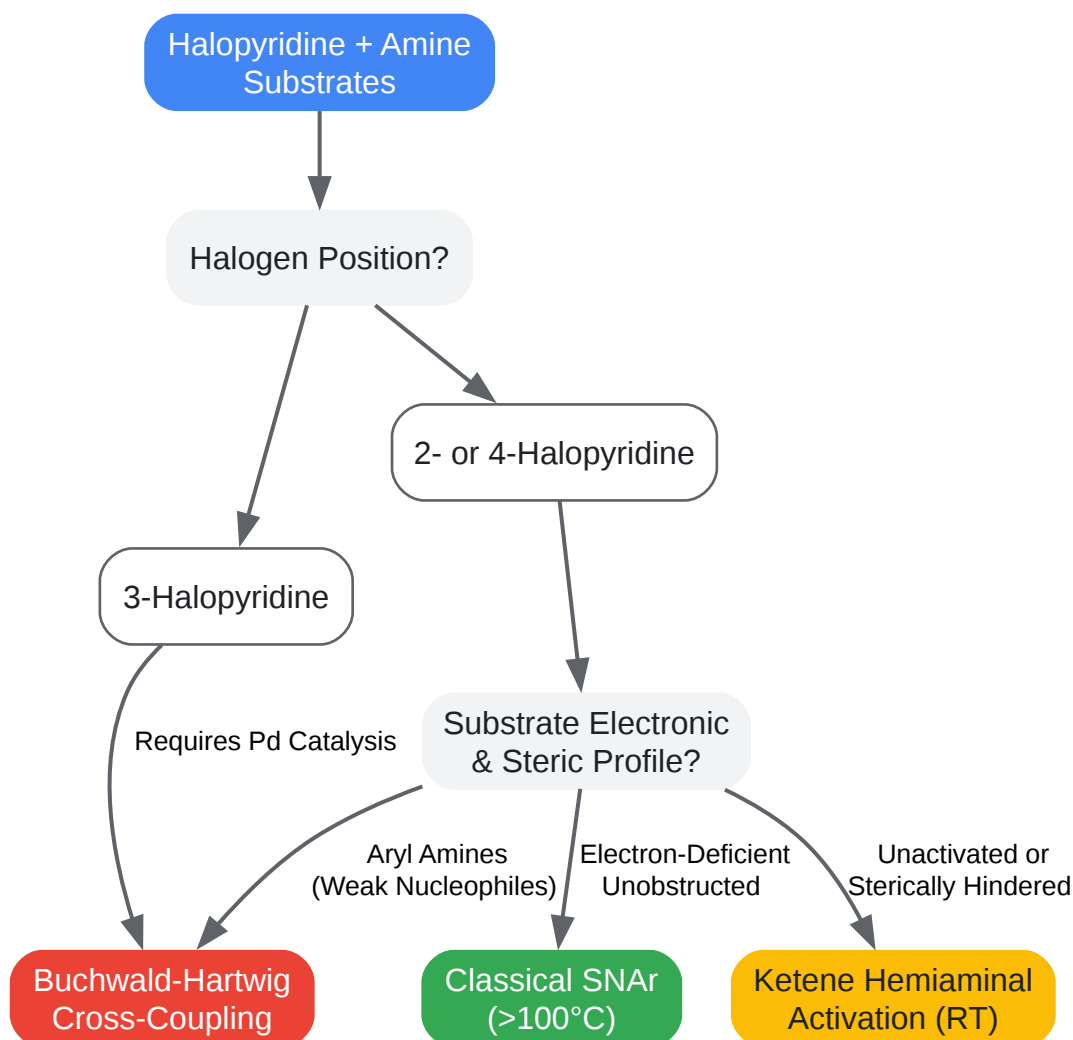 Halopyridine + Amine
Substrates
Halogen Position?
2- or 4-Halopyridine
3-Halopyridine
Substrate Electronic
& Steric Profile?
Requires Pd Catalysis
Aryl Amines
(Weak Nucleophiles)
Electron-Deficient
Unobstructed
Unactivated or
Sterically Hindered
Buchwald-Hartwig
Cross-Coupling
Classical SNAr
(>100°C)
Ketene Hemiaminal
Activation (RT)